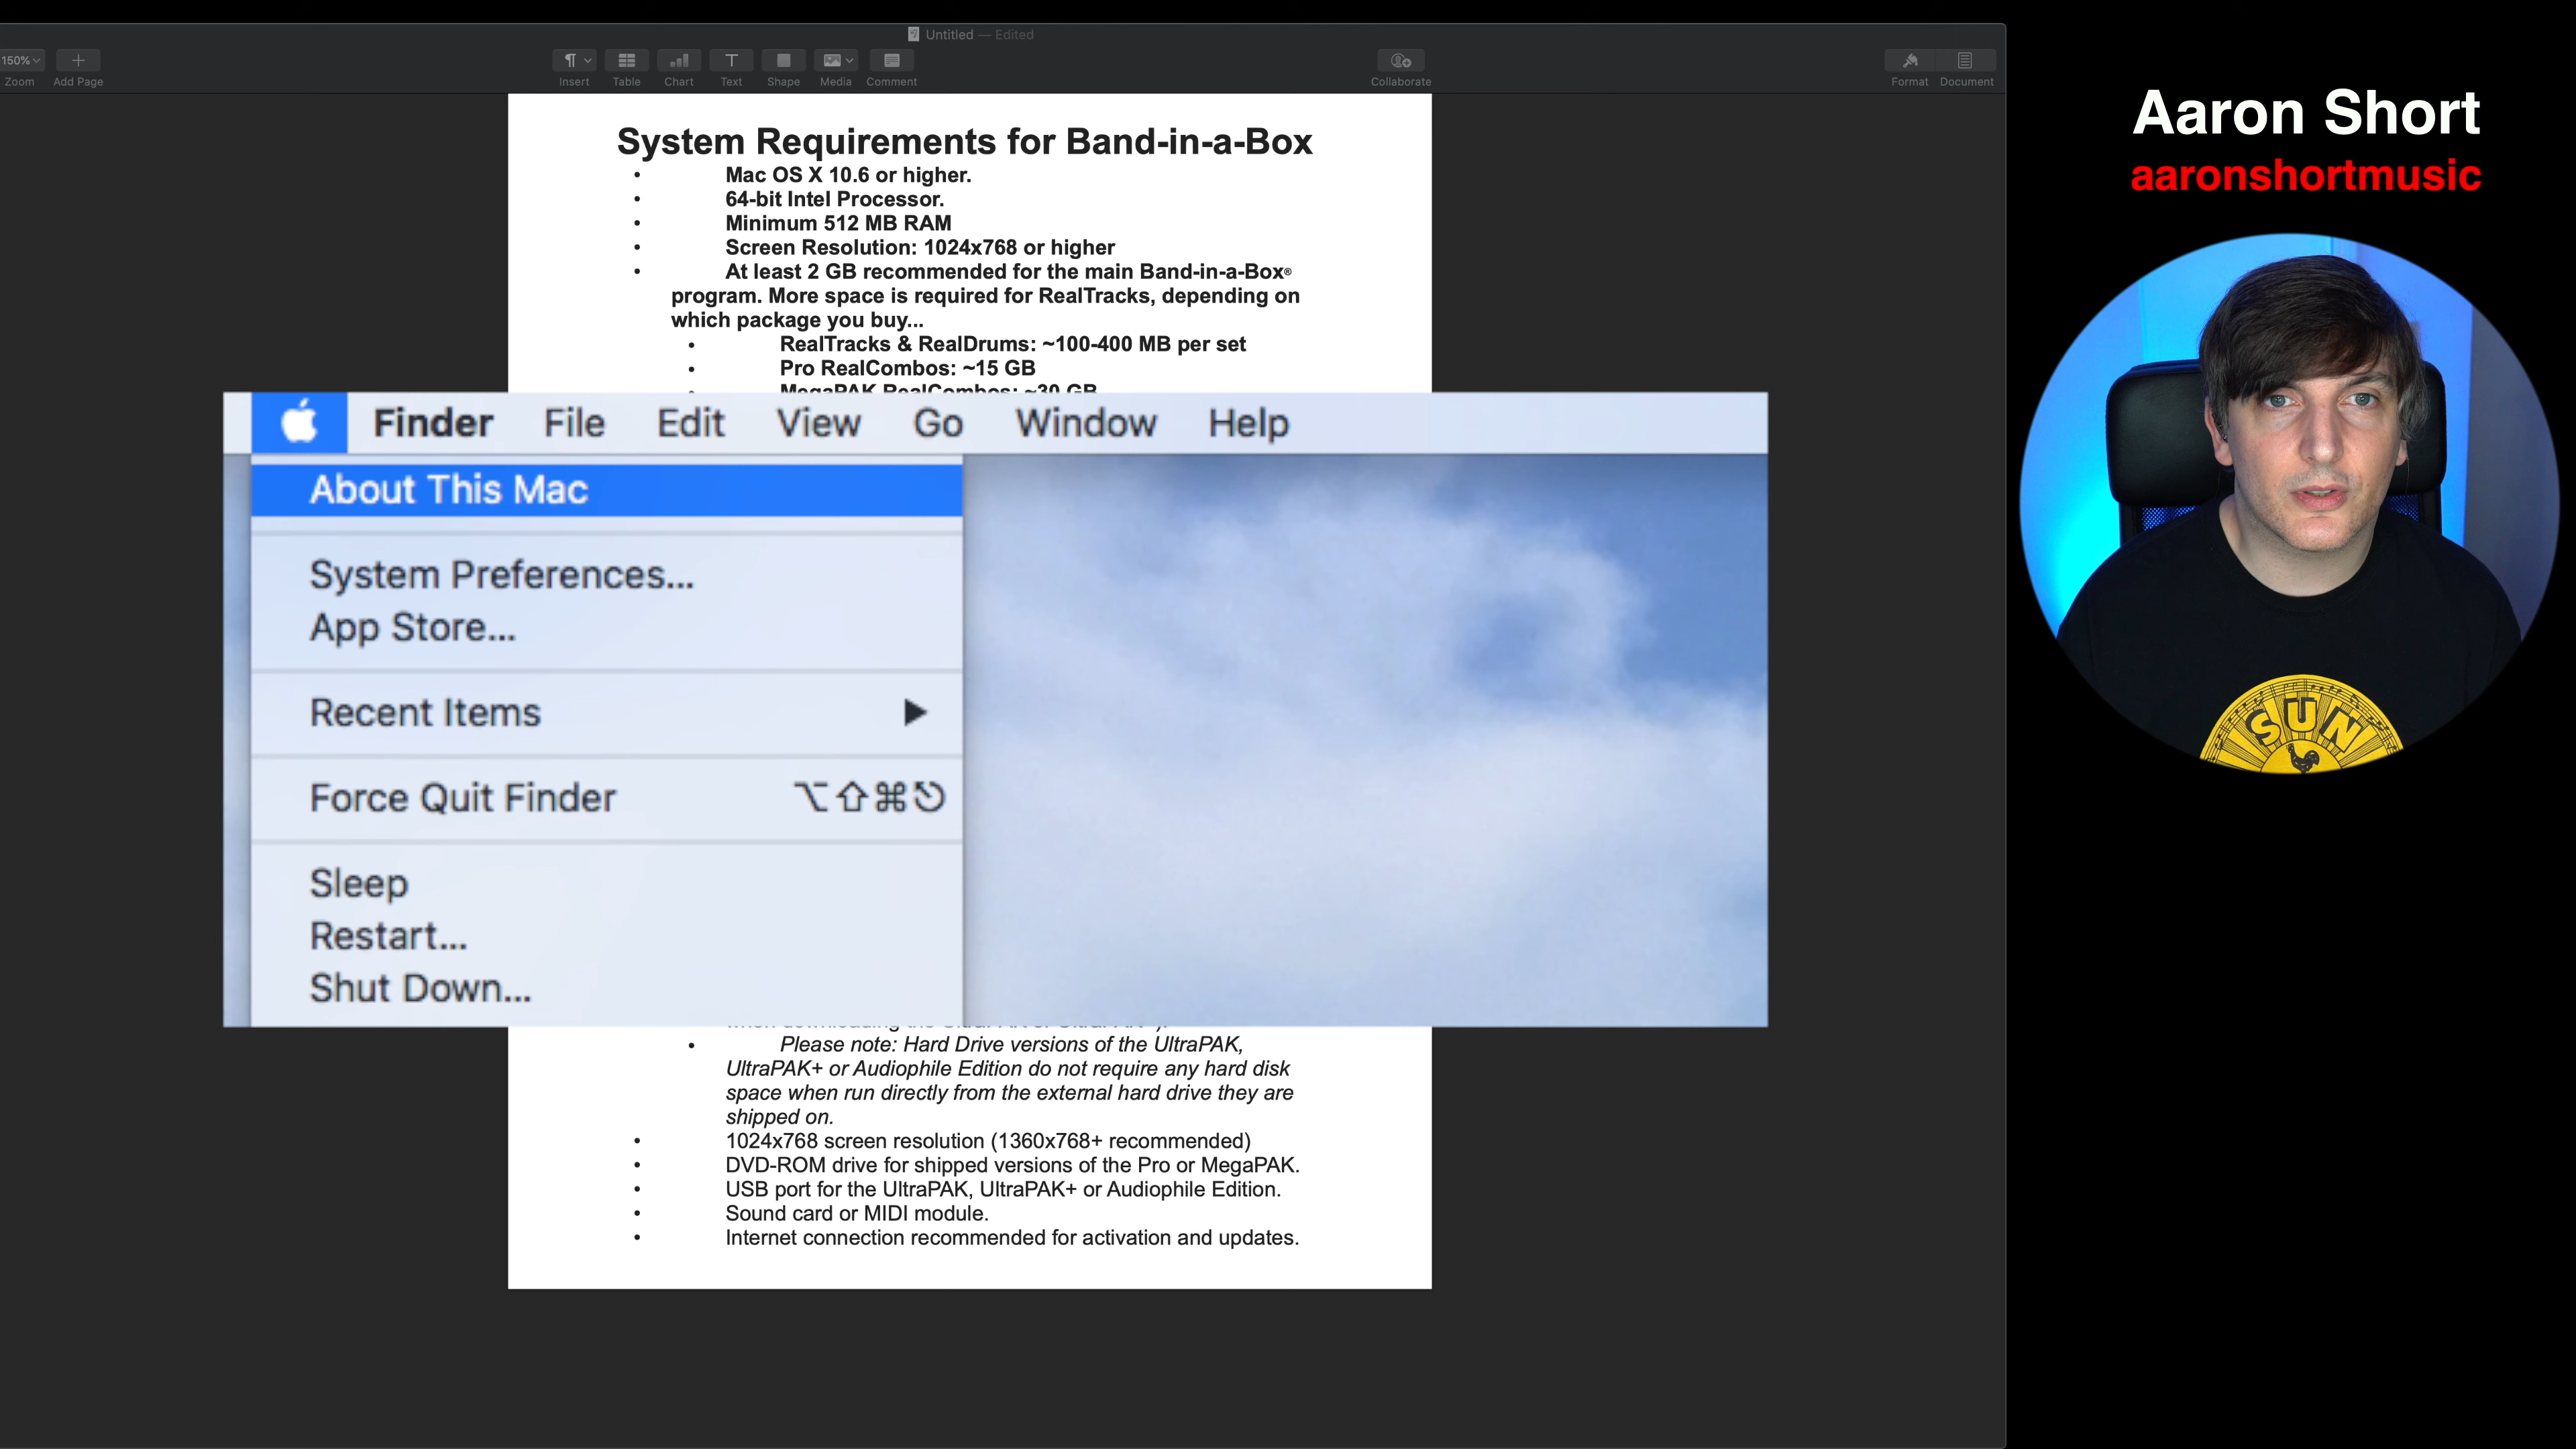 Untitled — Edited
150%
Zoom
Add Page
Insert
Table
Chart
Text
Shape
Media
Comment
Collaborate
Format
Document
Aaron Short
aaronshortmusic
System Requirements for Band-in-a-Box
• Mac OS X 10.6 or higher.
• 64-bit Intel Processor.
• Minimum 512 MB RAM
• Screen Resolution: 1024x768 or higher
• At least 2 GB recommended for the main Band-in-a-Box®
program. More space is required for RealTracks, depending on
which package you buy...
• RealTracks & RealDrums: ~100-400 MB per set
• Pro RealCombos: ~15 GB
MegaPAK RealCombos: ~30 GB
Finder File Edit View Go Window Help
About This Mac
System Preferences...
App Store...
Recent Items
Force Quit Finder ⌥⇧⌘⎋
Sleep
Restart...
Shut Down...
• Please note: Hard Drive versions of the UltraPAK,
UltraPAK+ or Audiophile Edition do not require any hard disk
space when run directly from the external hard drive they are
shipped on.
• 1024x768 screen resolution (1360x768+ recommended)
• DVD-ROM drive for shipped versions of the Pro or MegaPAK.
• USB port for the UltraPAK, UltraPAK+ or Audiophile Edition.
• Sound card or MIDI module.
• Internet connection recommended for activation and updates.
SUN